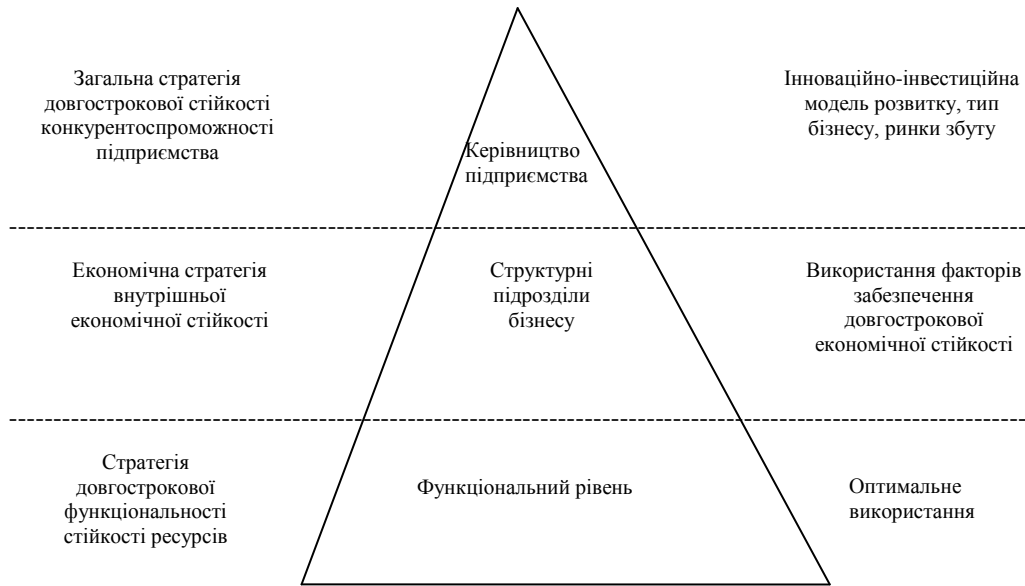 Загальна стратегія
довгострокової стійкості
конкурентоспроможності
підприємства
Керівництво
підприємства
Інноваційно-інвестиційна
модель розвитку, тип
бізнесу, ринки збуту
Економічна стратегія
внутрішньої
економічної стійкості
Структурні
підрозділи
бізнесу
Використання факторів
забезпечення
довгострокової
економічної стійкості
Стратегія
довгострокової
функціональності
стійкості ресурсів
Функціональний рівень
Оптимальне
використання